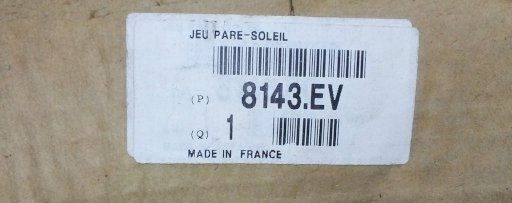 JEU PARE-SOLEIL
(P) 8143.EV
(Q) 1
MADE IN FRANCE